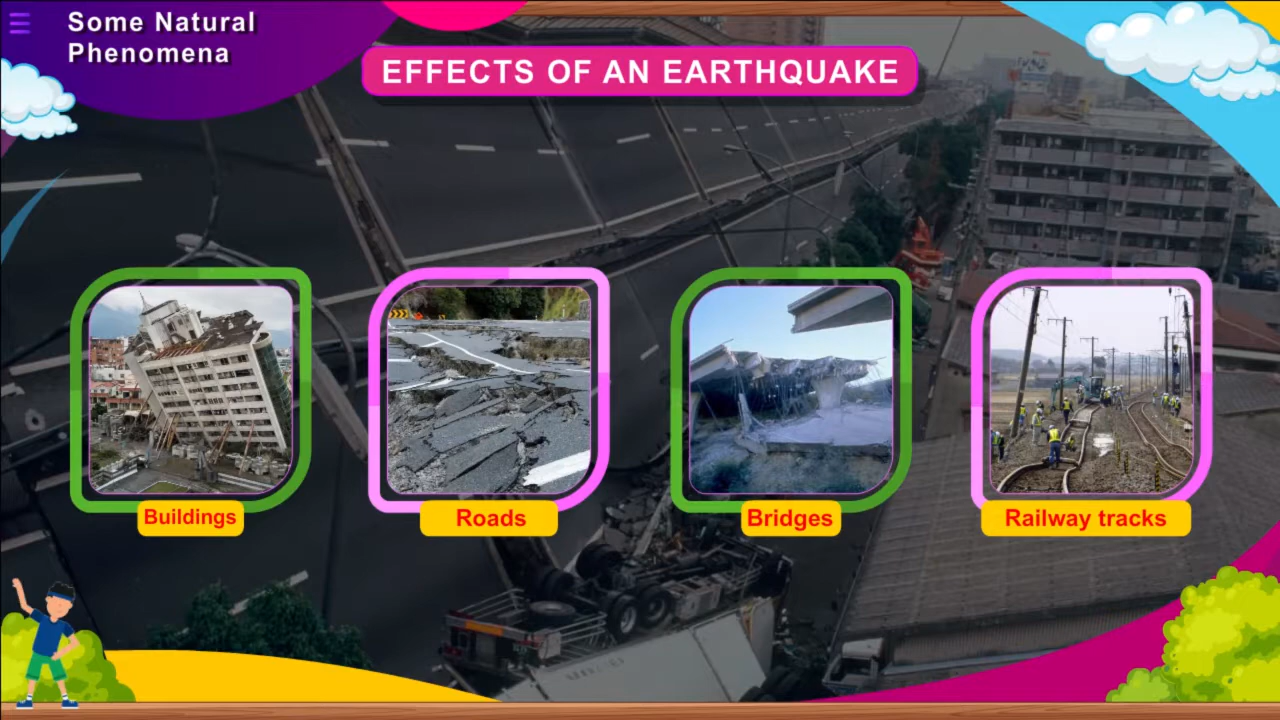 Some Natural
Phenomena
EFFECTS OF AN EARTHQUAKE
Buildings
Roads
Bridges
Railway tracks